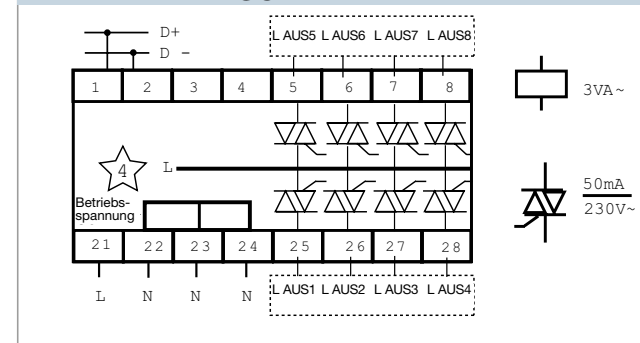 D+
D -
L AUS5 L AUS6 L AUS7 L AUS8
1 2 3 4 5 6 7 8
3VA~
4
L
50mA
230V~
Betriebs-
spannung
21 22 23 24 25 26 27 28
L N N N
L AUS1 L AUS2 L AUS3 L AUS4